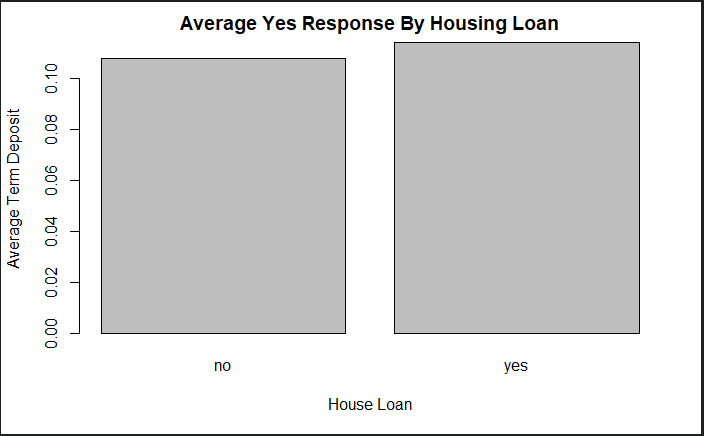 Average Yes Response By Housing Loan
Average Term Deposit
0.10
0.08
0.06
0.04
0.02
0.00
no
yes
House Loan